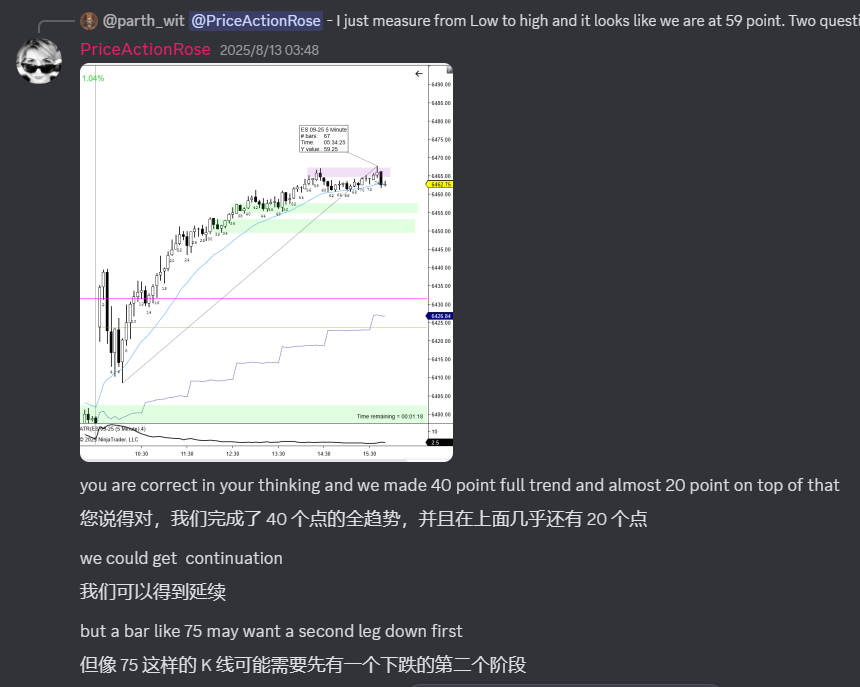 @parth_wit @PriceActionRose - I just measure from Low to high and it looks like we are at 59 point. Two questi
PriceActionRose 2025/8/13 03:48
1.04%
6490.00
6485.00
6480.00
6475.00
ES 09-25 5 Minute
# bars: 67
Time: 05:34:25
Y value: 59.25
6470.00
6465.00
6462.75
6460.00
6455.00
6450.00
6445.00
6440.00
6435.00
6430.00
6425.00
6420.00
6415.00
6410.00
6405.00
6400.00
Time remaining = 00:01:18
ATR(ES 09-25 (5 Minute),4)
© 2025 NinjaTrader, LLC
10
2.5
10:30 11:30 12:30 13:30 14:30 15:30
you are correct in your thinking and we made 40 point full trend and almost 20 point on top of that
您说得对，我们完成了 40 个点的全趋势，并且在上面几乎还有 20 个点
we could get continuation
我们可以得到延续
but a bar like 75 may want a second leg down first
但像 75 这样的 K 线可能需要先有一个下跌的第二个阶段